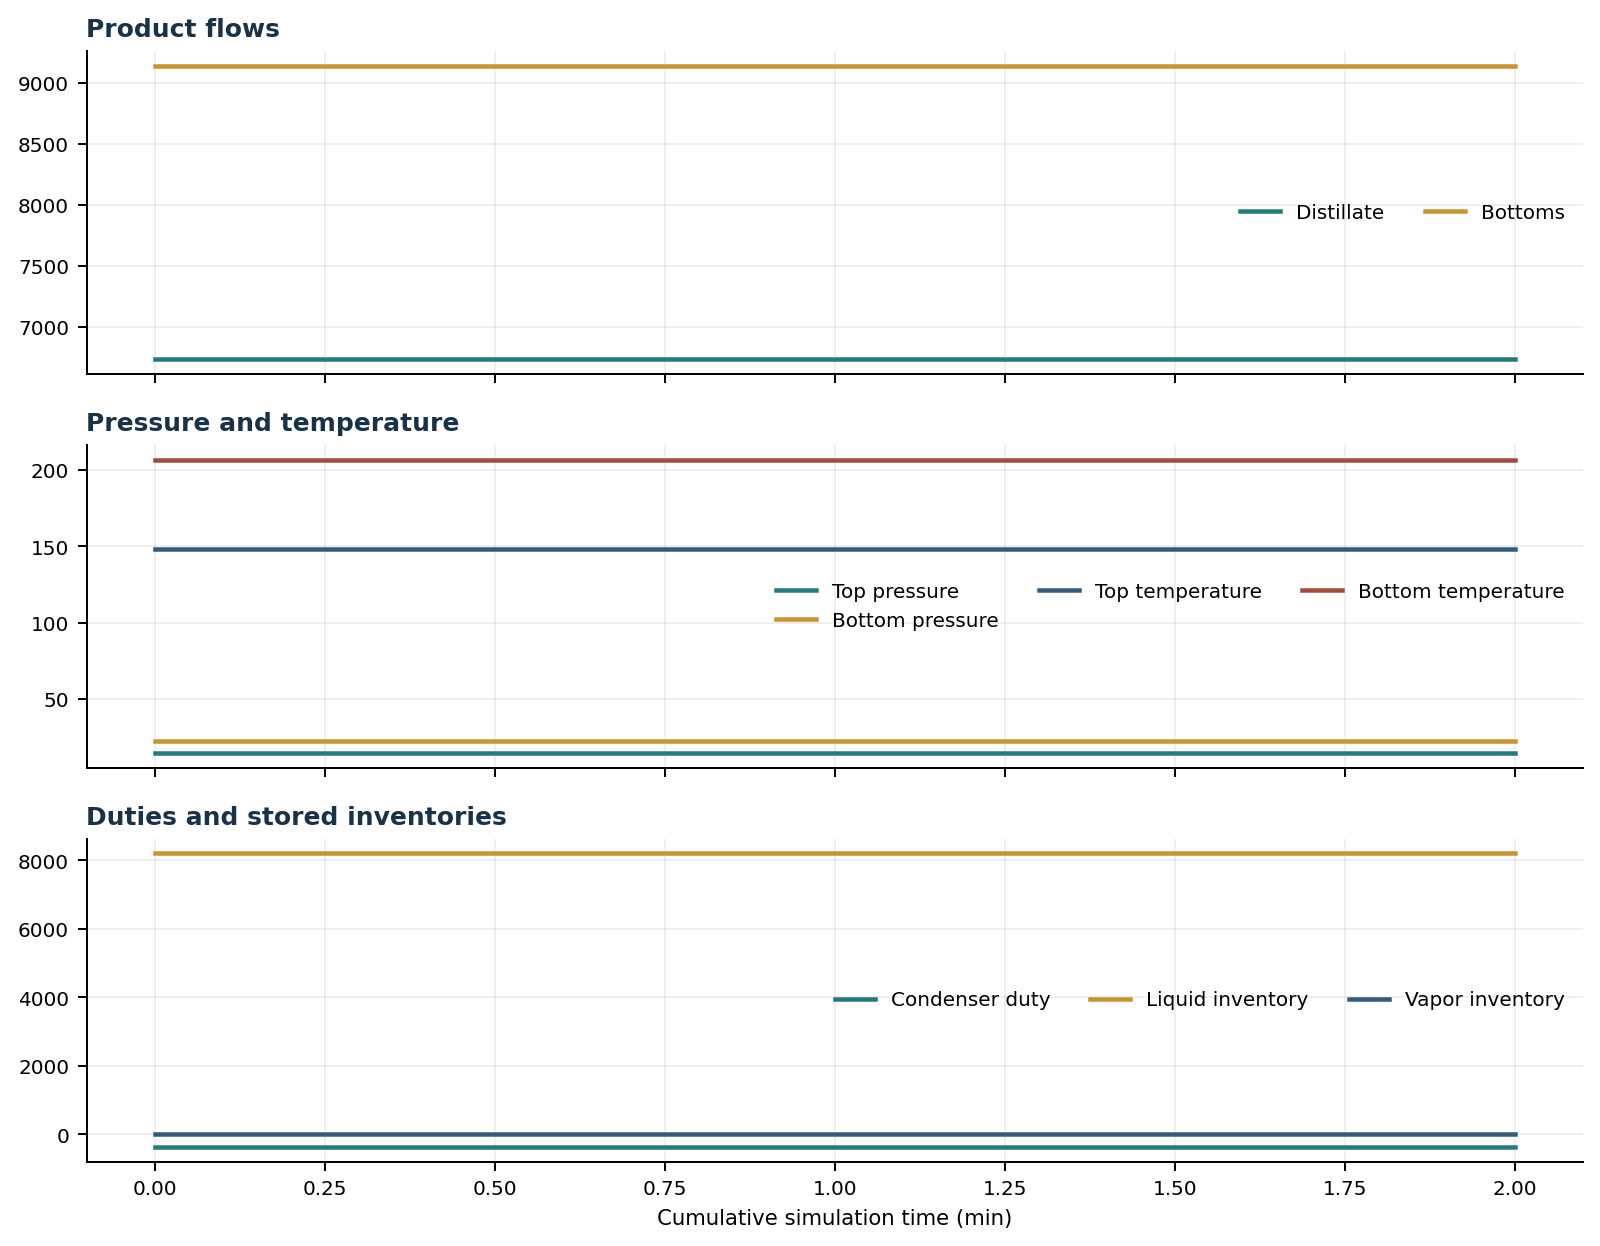 Product flows
9000
8500
8000
7500
7000
Distillate Bottoms
Pressure and temperature
200
150
100
50
Top pressure Top temperature Bottom temperature
Bottom pressure
Duties and stored inventories
8000
6000
4000
2000
0
Condenser duty Liquid inventory Vapor inventory
0.00 0.25 0.50 0.75 1.00 1.25 1.50 1.75 2.00
Cumulative simulation time (min)